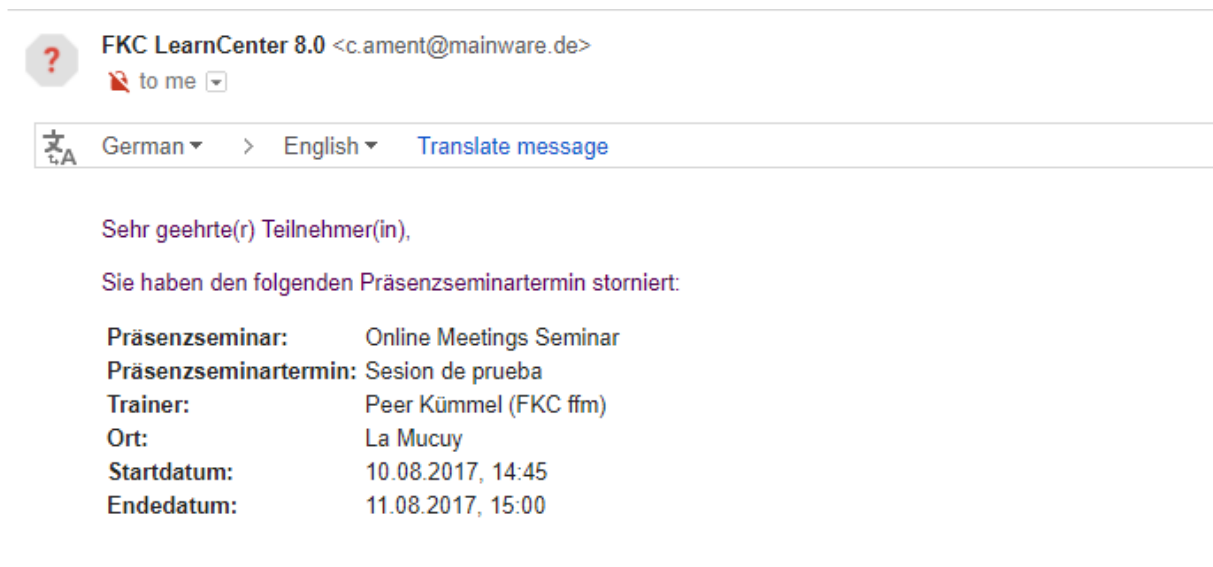 FKC LearnCenter 8.0 <c.ament@mainware.de>
?
to me
German > English Translate message
Sehr geehrte(r) Teilnehmer(in),
Sie haben den folgenden Präsenzseminartermin storniert:
Präsenzseminar: Online Meetings Seminar
Präsenzseminartermin: Sesion de prueba
Trainer: Peer Kümmel (FKC ffm)
Ort: La Mucuy
Startdatum: 10.08.2017, 14:45
Endedatum: 11.08.2017, 15:00